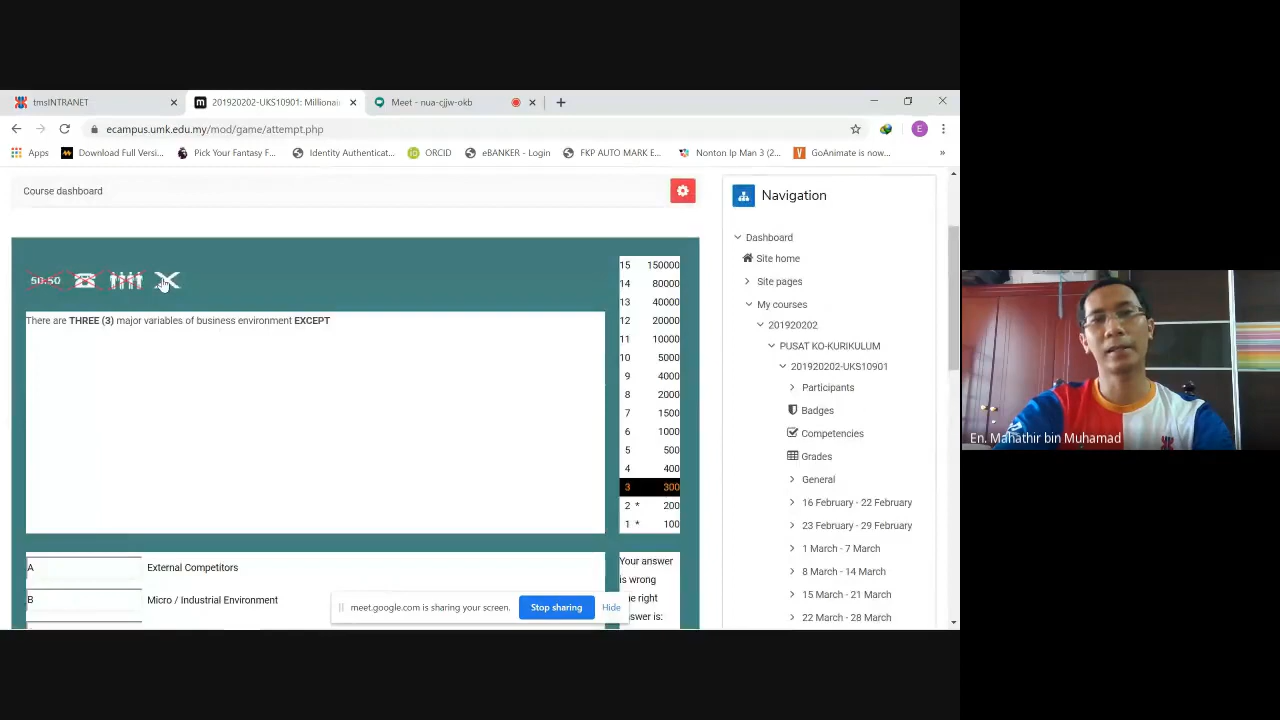 tmsINTRANET
201920202-UKS10901: Millionai
Meet - nua-cjjw-okb
ecampus.umk.edu.my/mod/game/attempt.php
Apps
Download Full Versi...
Pick Your Fantasy F...
Identity Authenticat...
ORCID
eBANKER - Login
FKP AUTO MARK E...
Nonton Ip Man 3 (2...
GoAnimate is now...
Course dashboard
50:50
There are THREE (3) major variables of business environment EXCEPT
15 150000
14 80000
13 40000
12 20000
11 10000
10 5000
9 4000
8 2000
7 1500
6 1000
5 500
4 400
3 300
2 * 200
1 * 100
A External Competitors
B Micro / Industrial Environment
Your answer
is wrong
he right
swer is:
meet.google.com is sharing your screen.
Stop sharing
Hide
Navigation
Dashboard
Site home
Site pages
My courses
201920202
PUSAT KO-KURIKULUM
201920202-UKS10901
Participants
Badges
Competencies
Grades
General
16 February - 22 February
23 February - 29 February
1 March - 7 March
8 March - 14 March
15 March - 21 March
22 March - 28 March
En. Mahathir bin Muhamad